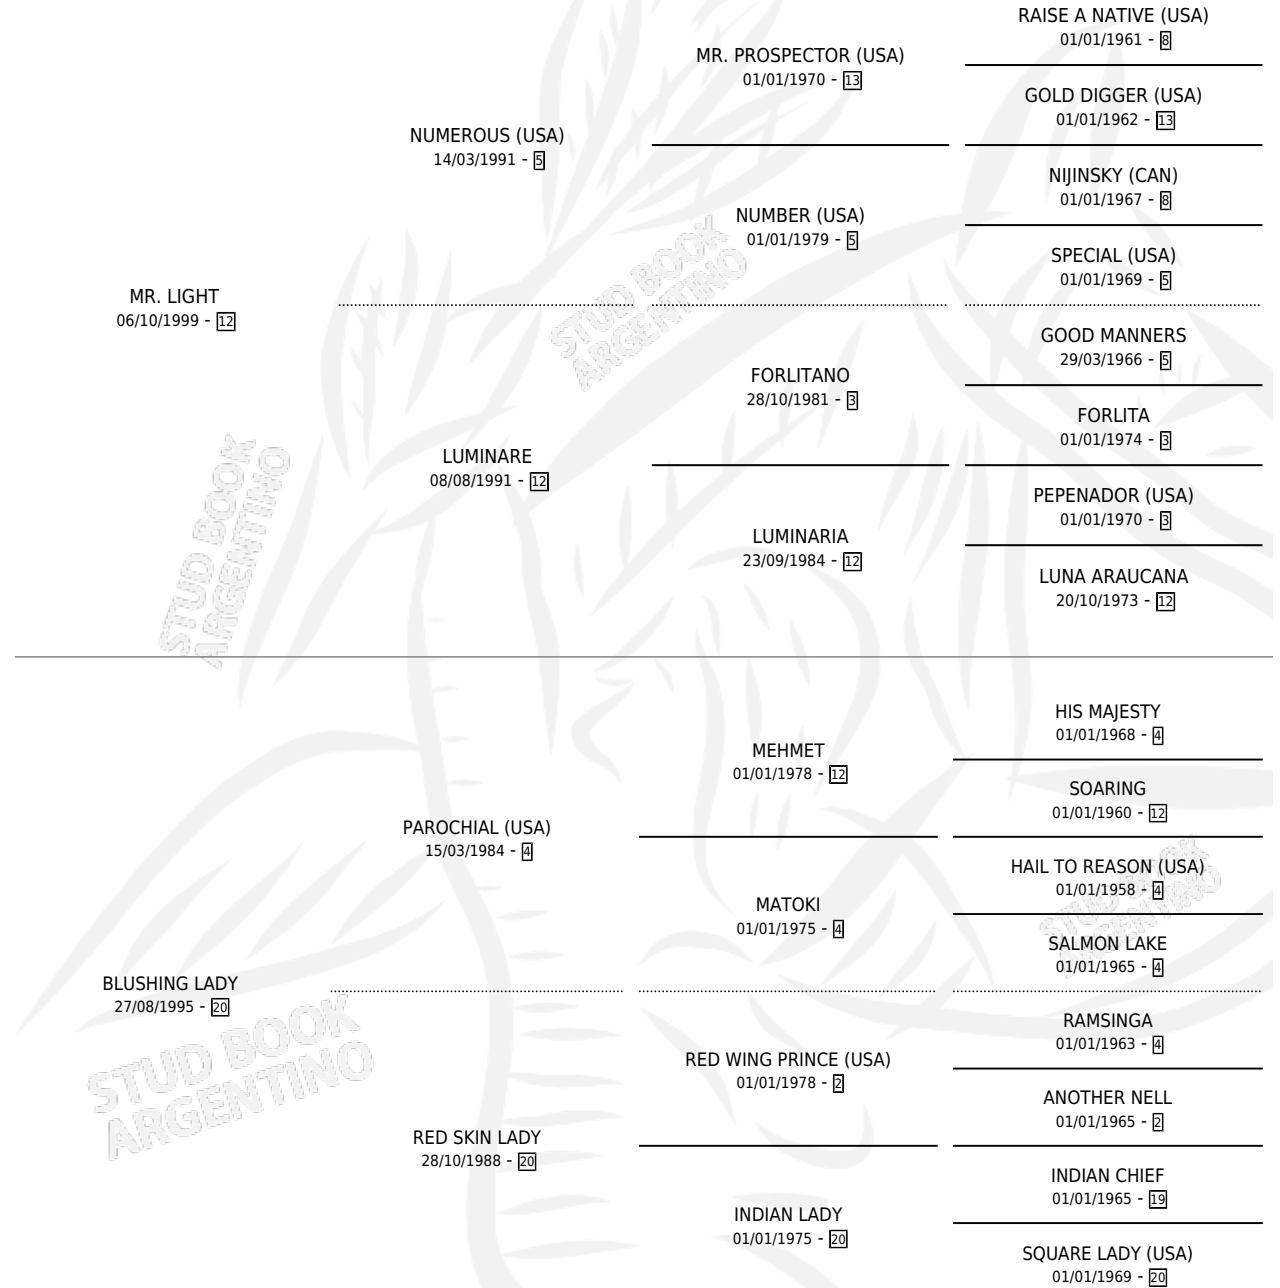 RAISE A NATIVE (USA)
01/01/1961 - 8
MR. PROSPECTOR (USA)
01/01/1970 - 13
GOLD DIGGER (USA)
01/01/1962 - 13
NUMEROUS (USA)
14/03/1991 - 5
NIJINSKY (CAN)
01/01/1967 - 8
NUMBER (USA)
01/01/1979 - 5
SPECIAL (USA)
01/01/1969 - 5
MR. LIGHT
06/10/1999 - 12
GOOD MANNERS
29/03/1966 - 5
FORLITANO
28/10/1981 - 3
FORLITA
01/01/1974 - 3
LUMINARE
08/08/1991 - 12
PEPENADOR (USA)
01/01/1970 - 3
LUMINARIA
23/09/1984 - 12
LUNA ARAUCANA
20/10/1973 - 12
STUD BOOK
ARGENTINO
STUD BOOK
ARGENTINO
HIS MAJESTY
01/01/1968 - 4
MEHMET
01/01/1978 - 12
SOARING
01/01/1960 - 12
PAROCHIAL (USA)
15/03/1984 - 4
HAIL TO REASON (USA)
01/01/1958 - 4
MATOKI
01/01/1975 - 4
SALMON LAKE
01/01/1965 - 4
BLUSHING LADY
27/08/1995 - 20
RAMSINGA
01/01/1963 - 4
RED WING PRINCE (USA)
01/01/1978 - 2
ANOTHER NELL
01/01/1965 - 2
RED SKIN LADY
28/10/1988 - 20
INDIAN CHIEF
01/01/1965 - 19
INDIAN LADY
01/01/1975 - 20
SQUARE LADY (USA)
01/01/1969 - 20
STUD BOOK
ARGENTINO
STUD BOOK
ARGENTINO